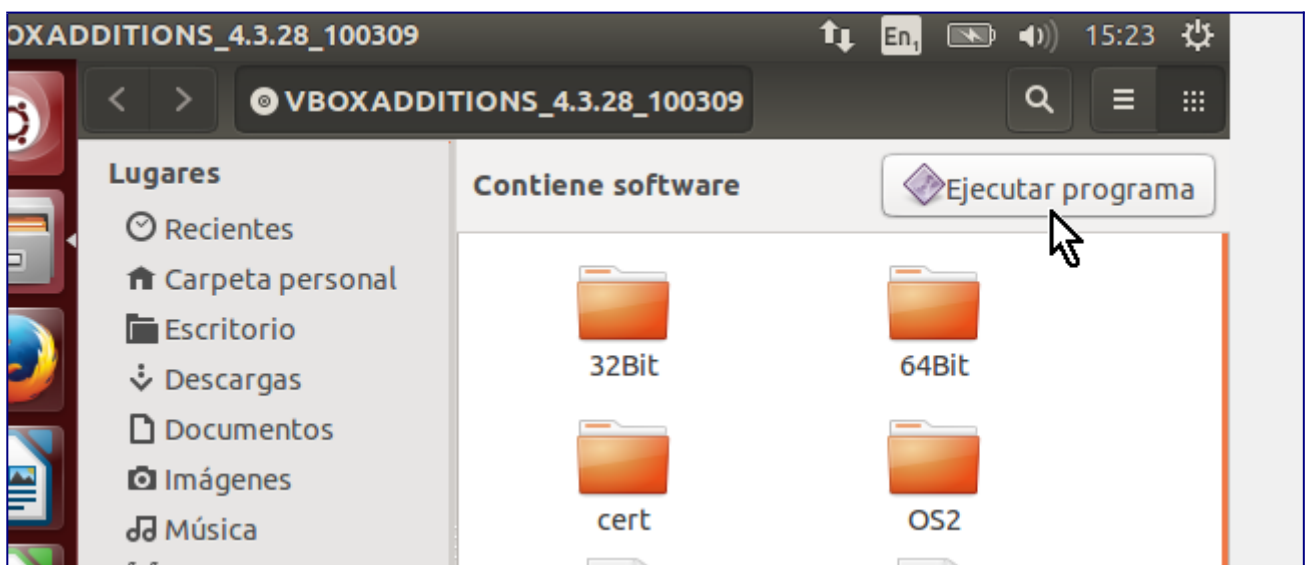 OXADDITIONS_4.3.28_100309
En₁
15:23
VBOXADDITIONS_4.3.28_100309
Lugares
Recientes
Carpeta personal
Escritorio
Descargas
Documentos
Imágenes
Música
Contiene software
Ejecutar programa
32Bit
64Bit
cert
OS2